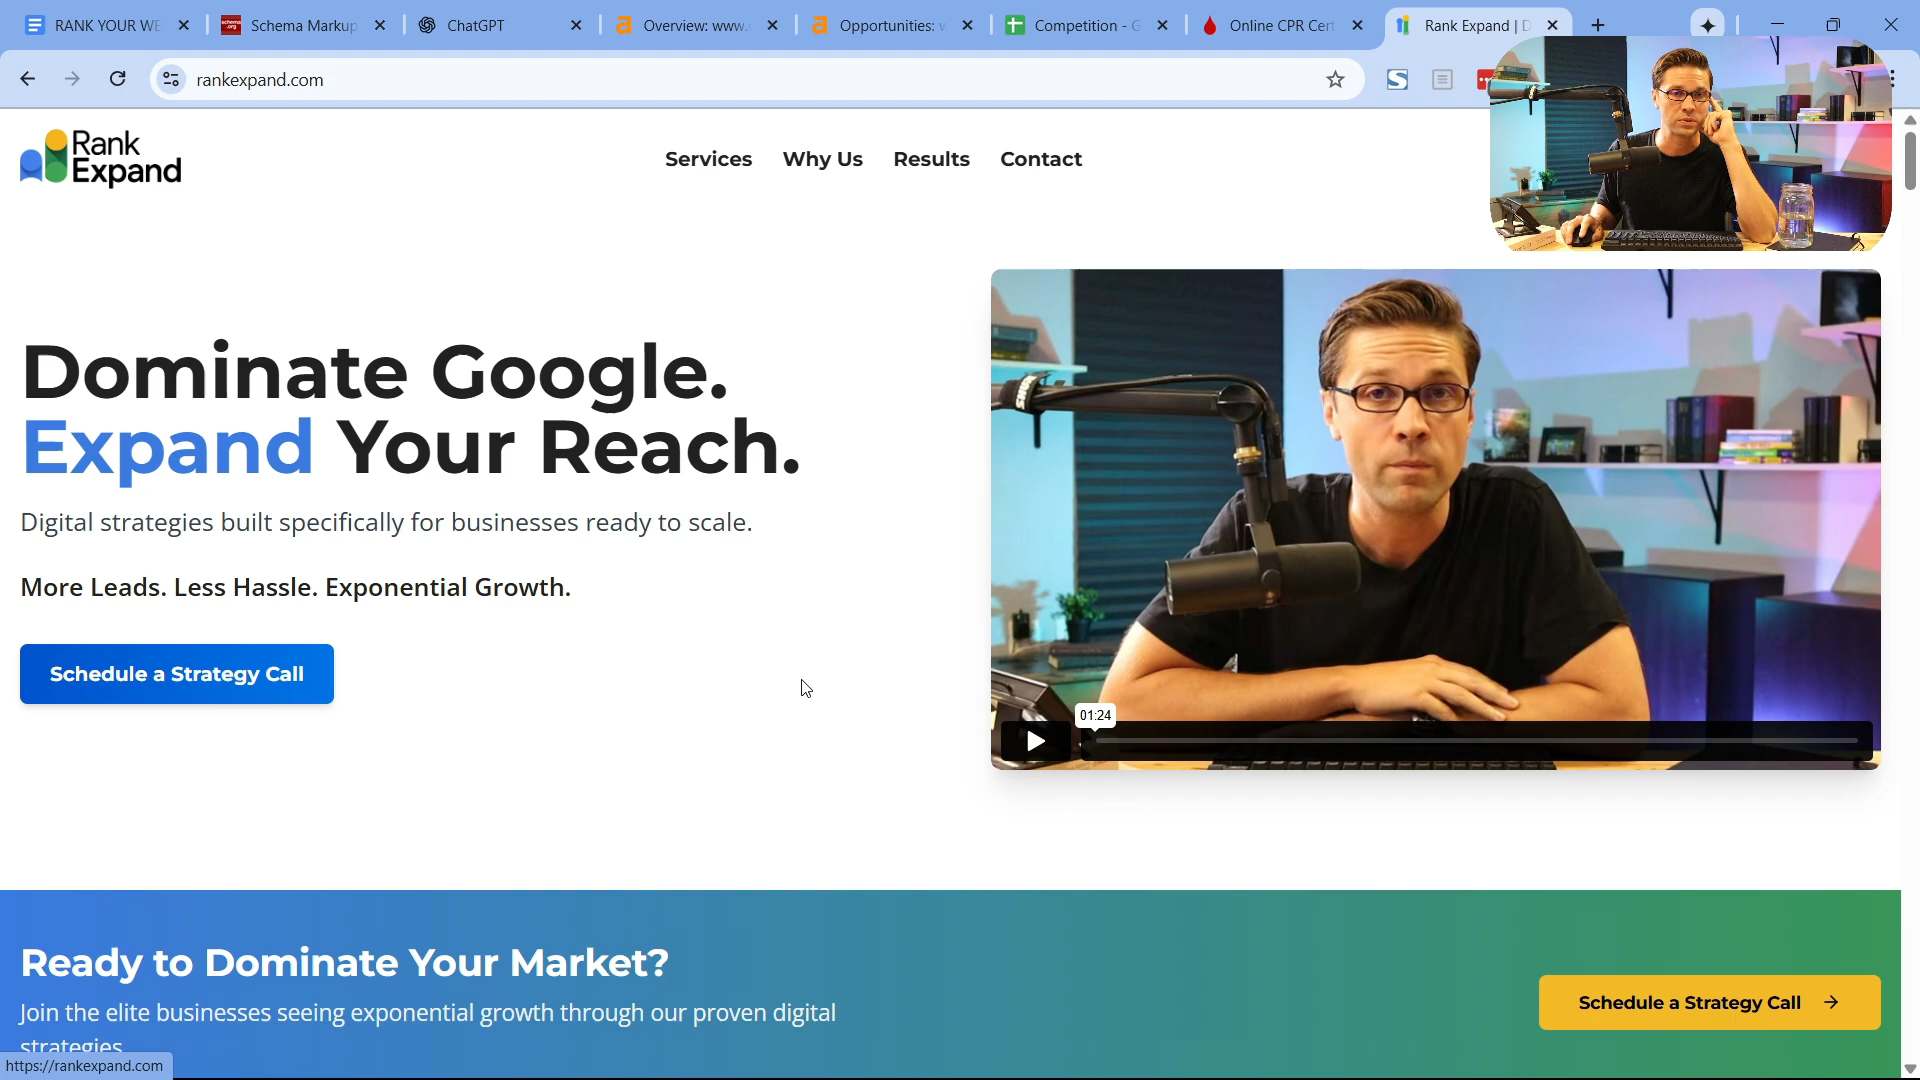 RANK YOUR WE
Schema Markup
ChatGPT
Overview: www.
Opportunities: w
Competition - G
Online CPR Cert
Rank Expand | D
rankexpand.com
Rank
Expand
Services
Why Us
Results
Contact
Dominate Google.
Expand Your Reach.
Digital strategies built specifically for businesses ready to scale.
More Leads. Less Hassle. Exponential Growth.
Schedule a Strategy Call
01:24
Ready to Dominate Your Market?
Join the elite businesses seeing exponential growth through our proven digital
strategies.
Schedule a Strategy Call
https://rankexpand.com